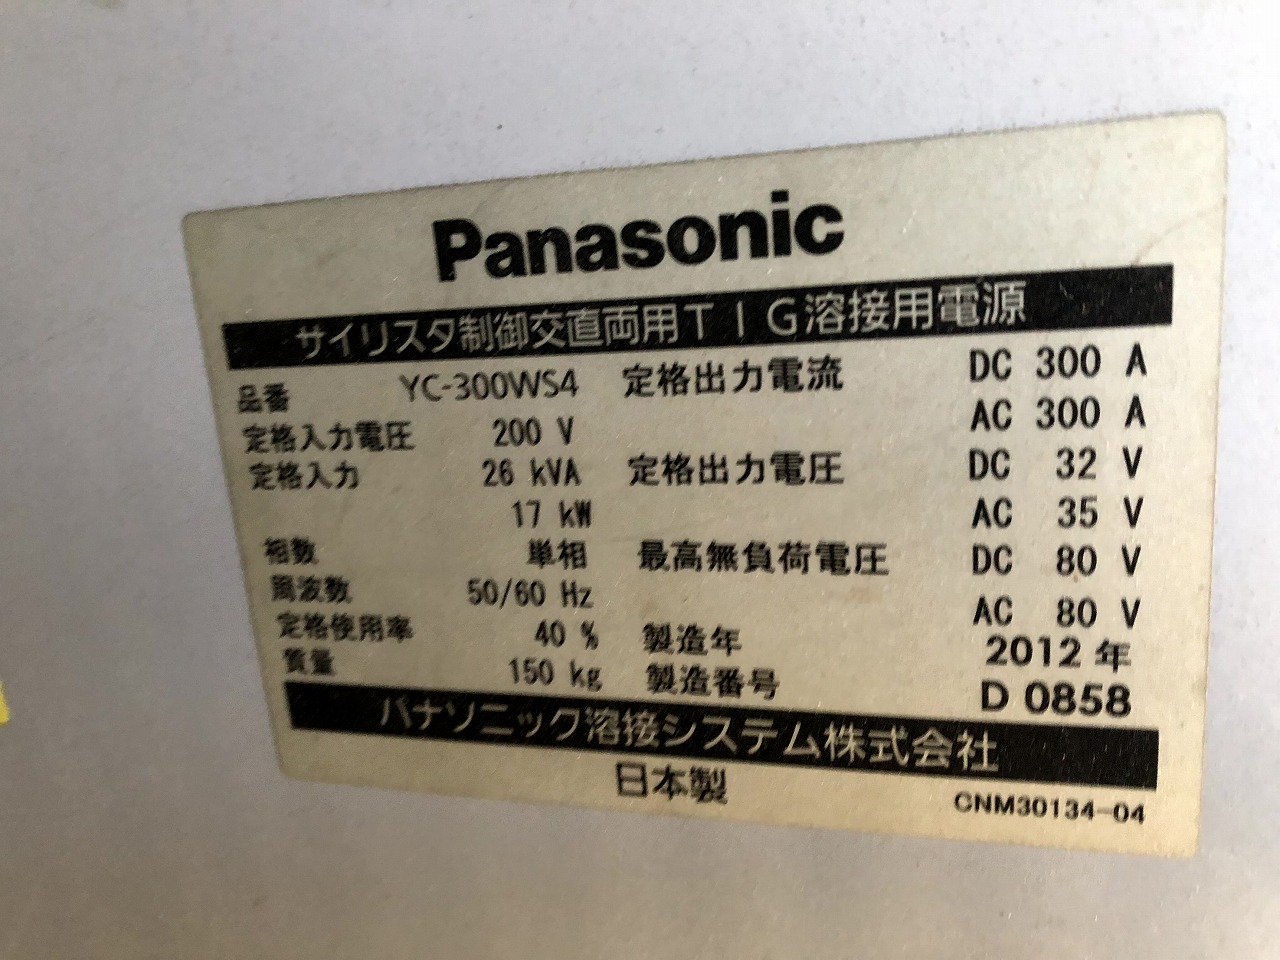 Panasonic
サイリスタ制御交直両用TIG溶接用電源
品番 YC-300WS4 定格出力電流 DC 300 A
AC 300 A
定格入力電圧 200 V
定格入力 26 kVA 定格出力電圧 DC 32 V
17 kW AC 35 V
相数 単相 最高無負荷電圧 DC 80 V
周波数 50/60 Hz AC 80 V
定格使用率 40 % 製造年 2012 年
質量 150 kg 製造番号 D 0858
パナソニック溶接システム株式会社
日本製
CNM30134-04